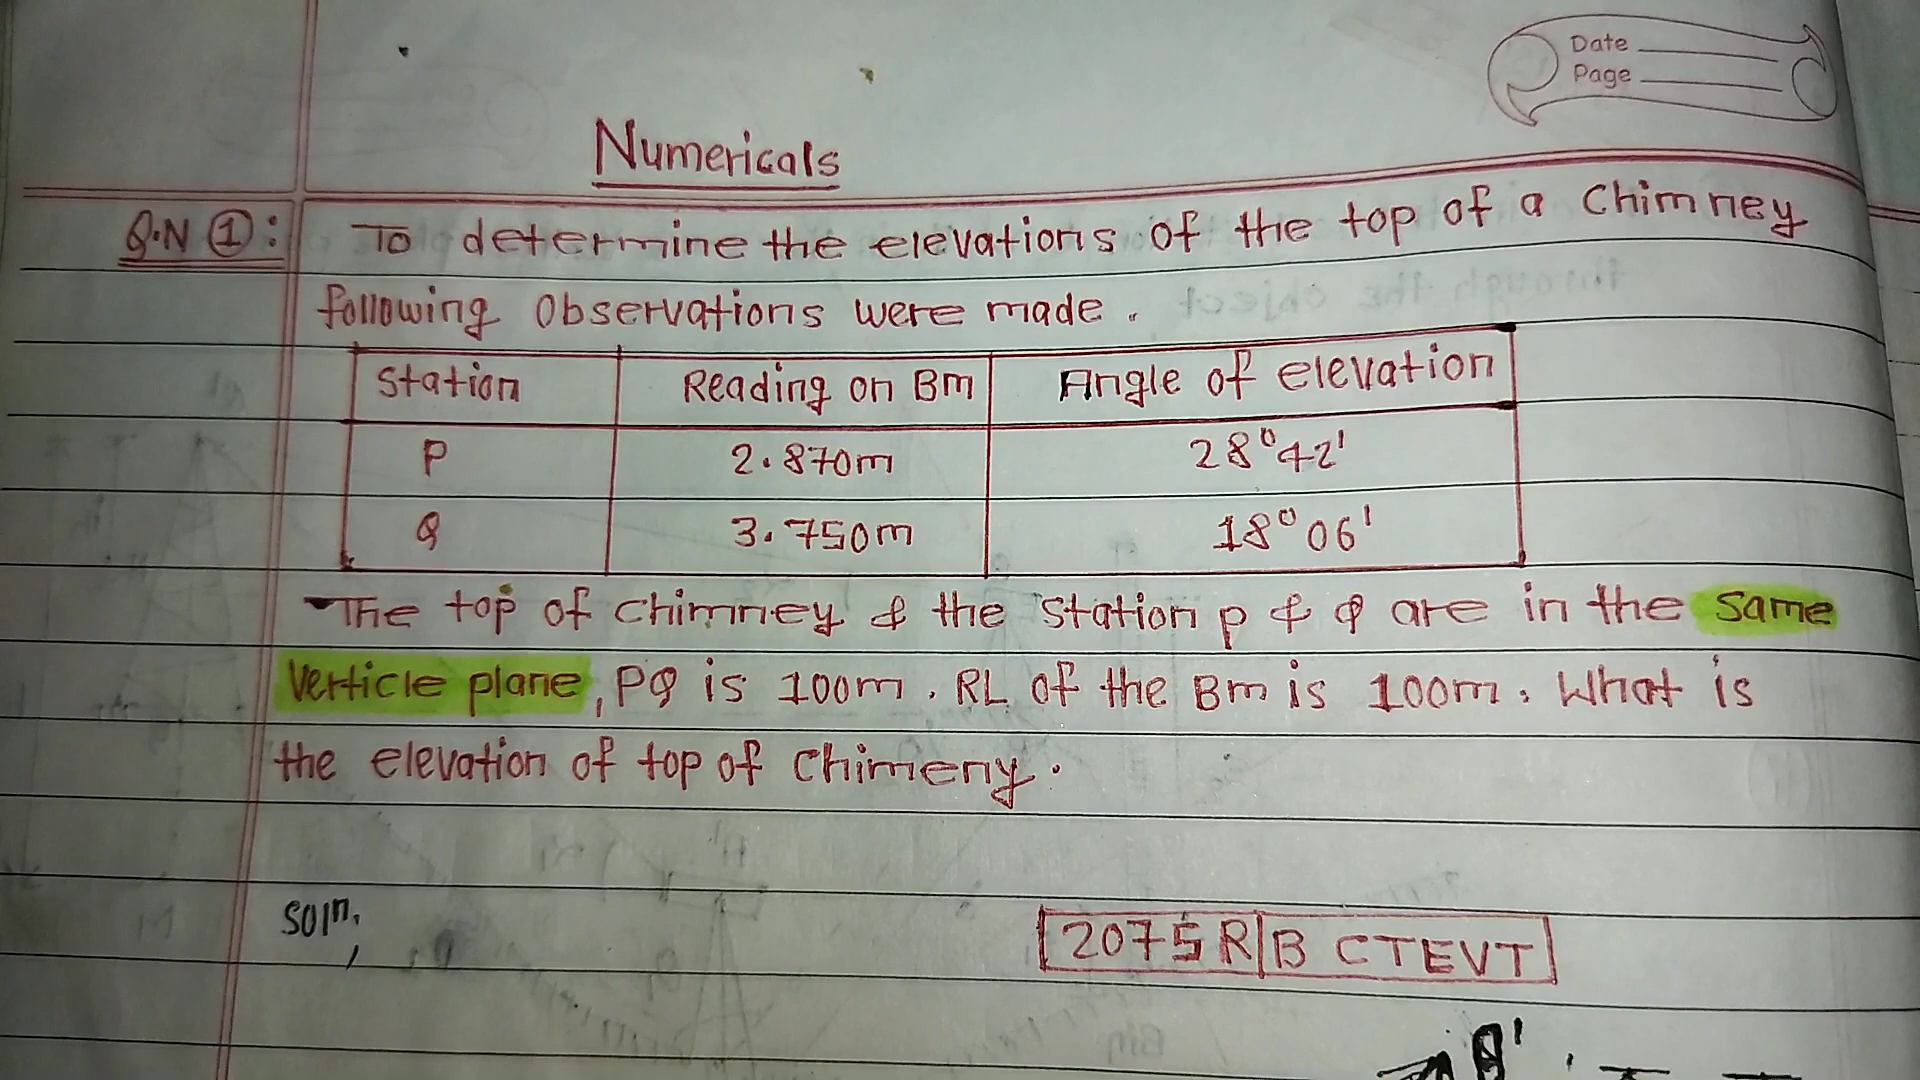 Date
Page
Numericals
Q.N ①: To determine the elevations of the top of a Chimney
following observations were made.
Station Reading on Bm Angle of elevation
P 2.870m 28°42'
Q 3.750m 18°06'
The top of chimney & the station p & q are in the same
verticle plane, PQ is 100m. RL of the Bm is 100m. What is
the elevation of top of Chimeny.
Soln,
2075 R/B CTEVT